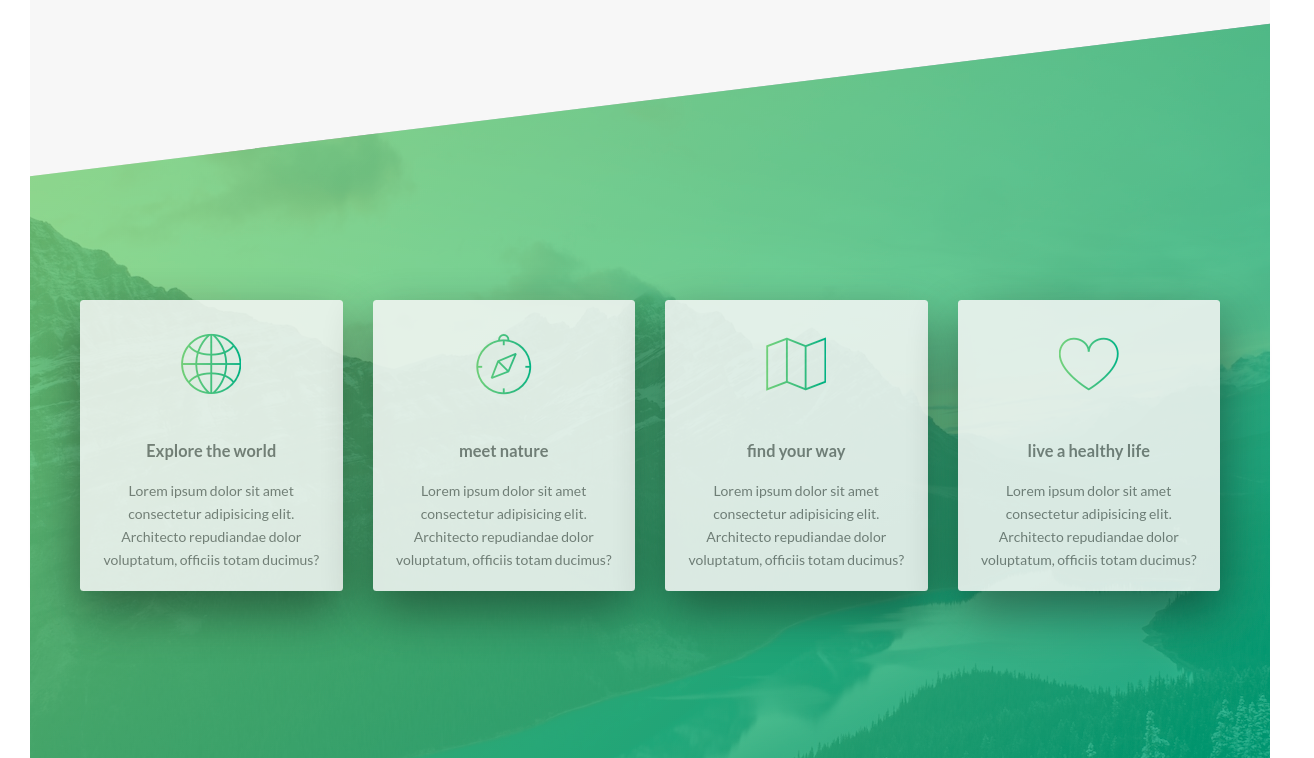 Explore the world
Lorem ipsum dolor sit amet
consectetur adipisicing elit.
Architecto repudiandae dolor
voluptatum, officiis totam ducimus?
meet nature
Lorem ipsum dolor sit amet
consectetur adipisicing elit.
Architecto repudiandae dolor
voluptatum, officiis totam ducimus?
find your way
Lorem ipsum dolor sit amet
consectetur adipisicing elit.
Architecto repudiandae dolor
voluptatum, officiis totam ducimus?
live a healthy life
Lorem ipsum dolor sit amet
consectetur adipisicing elit.
Architecto repudiandae dolor
voluptatum, officiis totam ducimus?